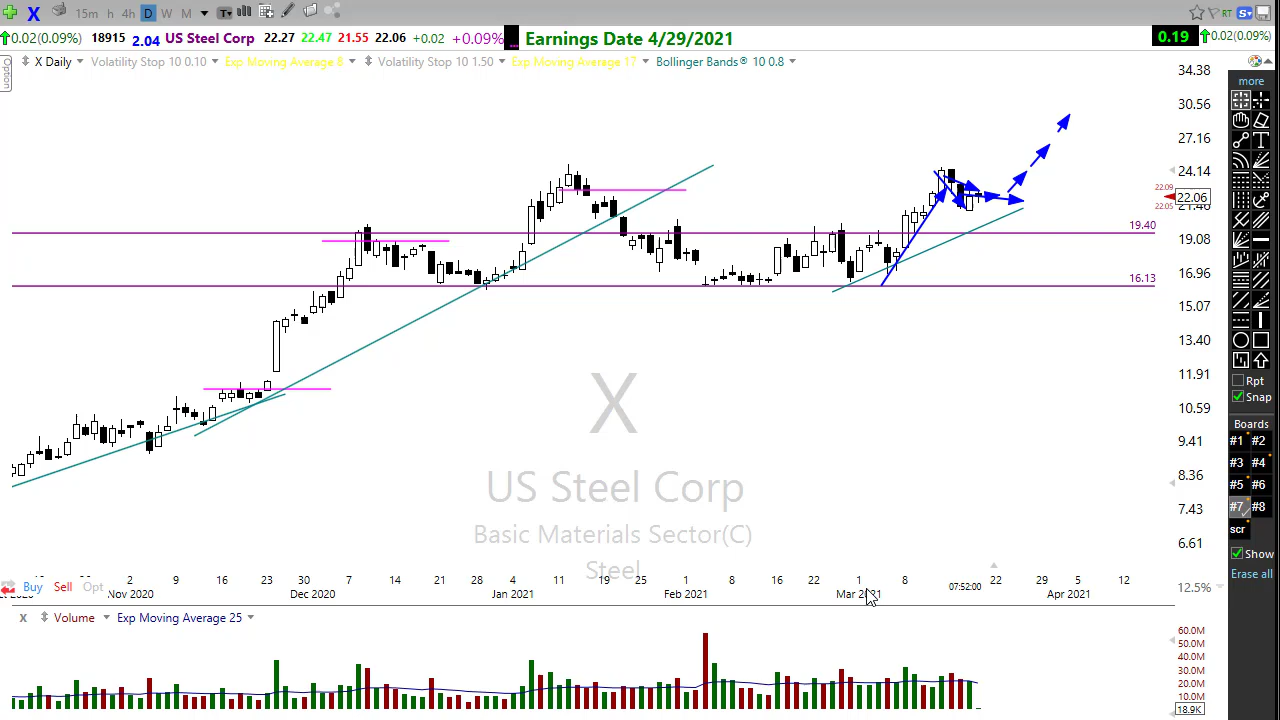 X 15m h 4h D W M T RT S
0.02(0.09%) 18915 2.04 US Steel Corp 22.27 22.47 21.55 22.06 +0.02 +0.09% Earnings Date 4/29/2021 0.19 0.02(0.09%)
Option
X Daily Volatility Stop 10 0.10 Exp Moving Average 8 Volatility Stop 10 1.50 Exp Moving Average 17 Bollinger Bands® 10 0.8
34.38
30.56
27.16
24.14
22.09
22.06
22.05
21.46
19.40
19.08
16.96
16.13
15.07
13.40
11.91
10.59
9.41
8.36
7.43
6.61
12.5%
X
US Steel Corp
Basic Materials Sector(C)
Steel
more
Rpt
Snap
Boards
#1 #2
#3 #4
#5 #6
#7 #8
scr
Show
Erase all
Buy Sell Opt
2 9 16 23 30 7 14 21 28 4 11 19 25 1 8 16 22 1 8 07:52:00 22 29 5 12
Nov 2020 Dec 2020 Jan 2021 Feb 2021 Mar 2021 Apr 2021
X Volume Exp Moving Average 25
60.0M
50.0M
40.0M
30.0M
20.0M
10.0M
18.9K